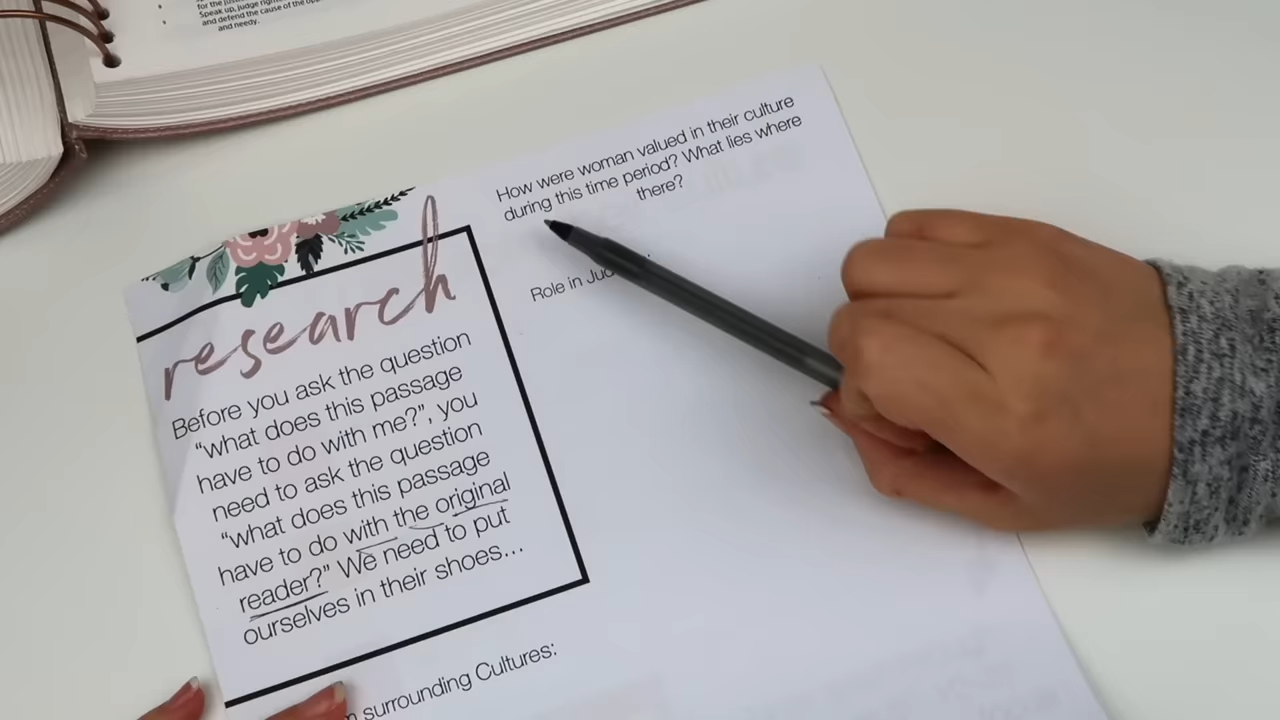 for the
Speak up, judge
and defend the cause of the
and needy.
How were woman valued in their culture
during this time period? What lies where
there?
Role in
research
Before you ask the question
"what does this passage
have to do with me?", you
need to ask the question
"what does this passage
have to do with the original
reader?" We need to put
ourselves in their shoes...
surrounding Cultures: